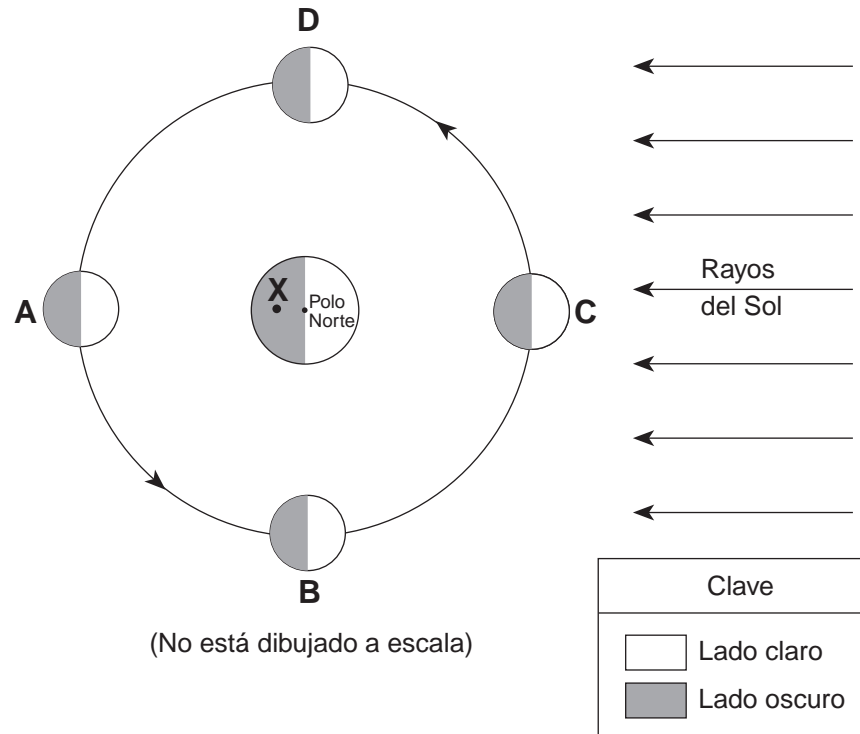 D
A
X
Polo
Norte
C
Rayos
del Sol
B
(No está dibujado a escala)
Clave
Lado claro
Lado oscuro